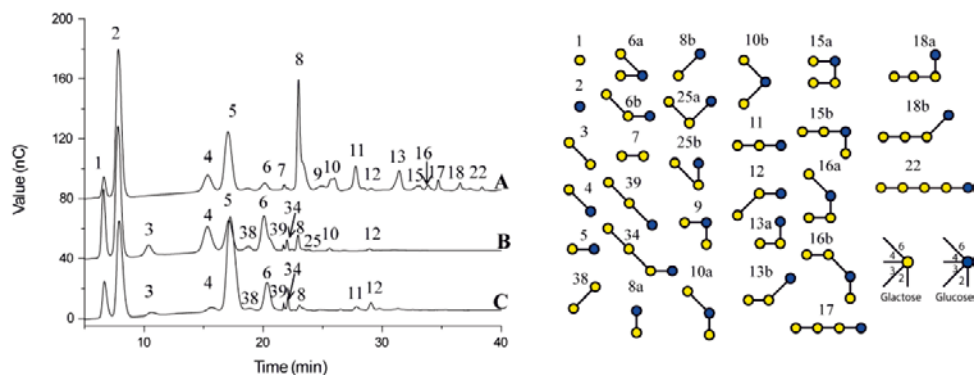 Value (nC)
200
160
120
80
40
0
10 20 30 40
Time (min)
1 2 4 5 6 7 8 9 10 11 12 13 15 16 17 18 22 A
3 4 5 38 6 39 34 8 25 10 12 B
3 4 38 6 39 34 8 11 12 C
1 6a 8b 10b 15a 18a
2 6b 25a 18b
3 7 25b 11 15b 22
4 39 12 16a
5 34 9 13a
38 8a 10a 13b 16b
17
6 4 3 2
Glactose
6 4 3 2
Glucose